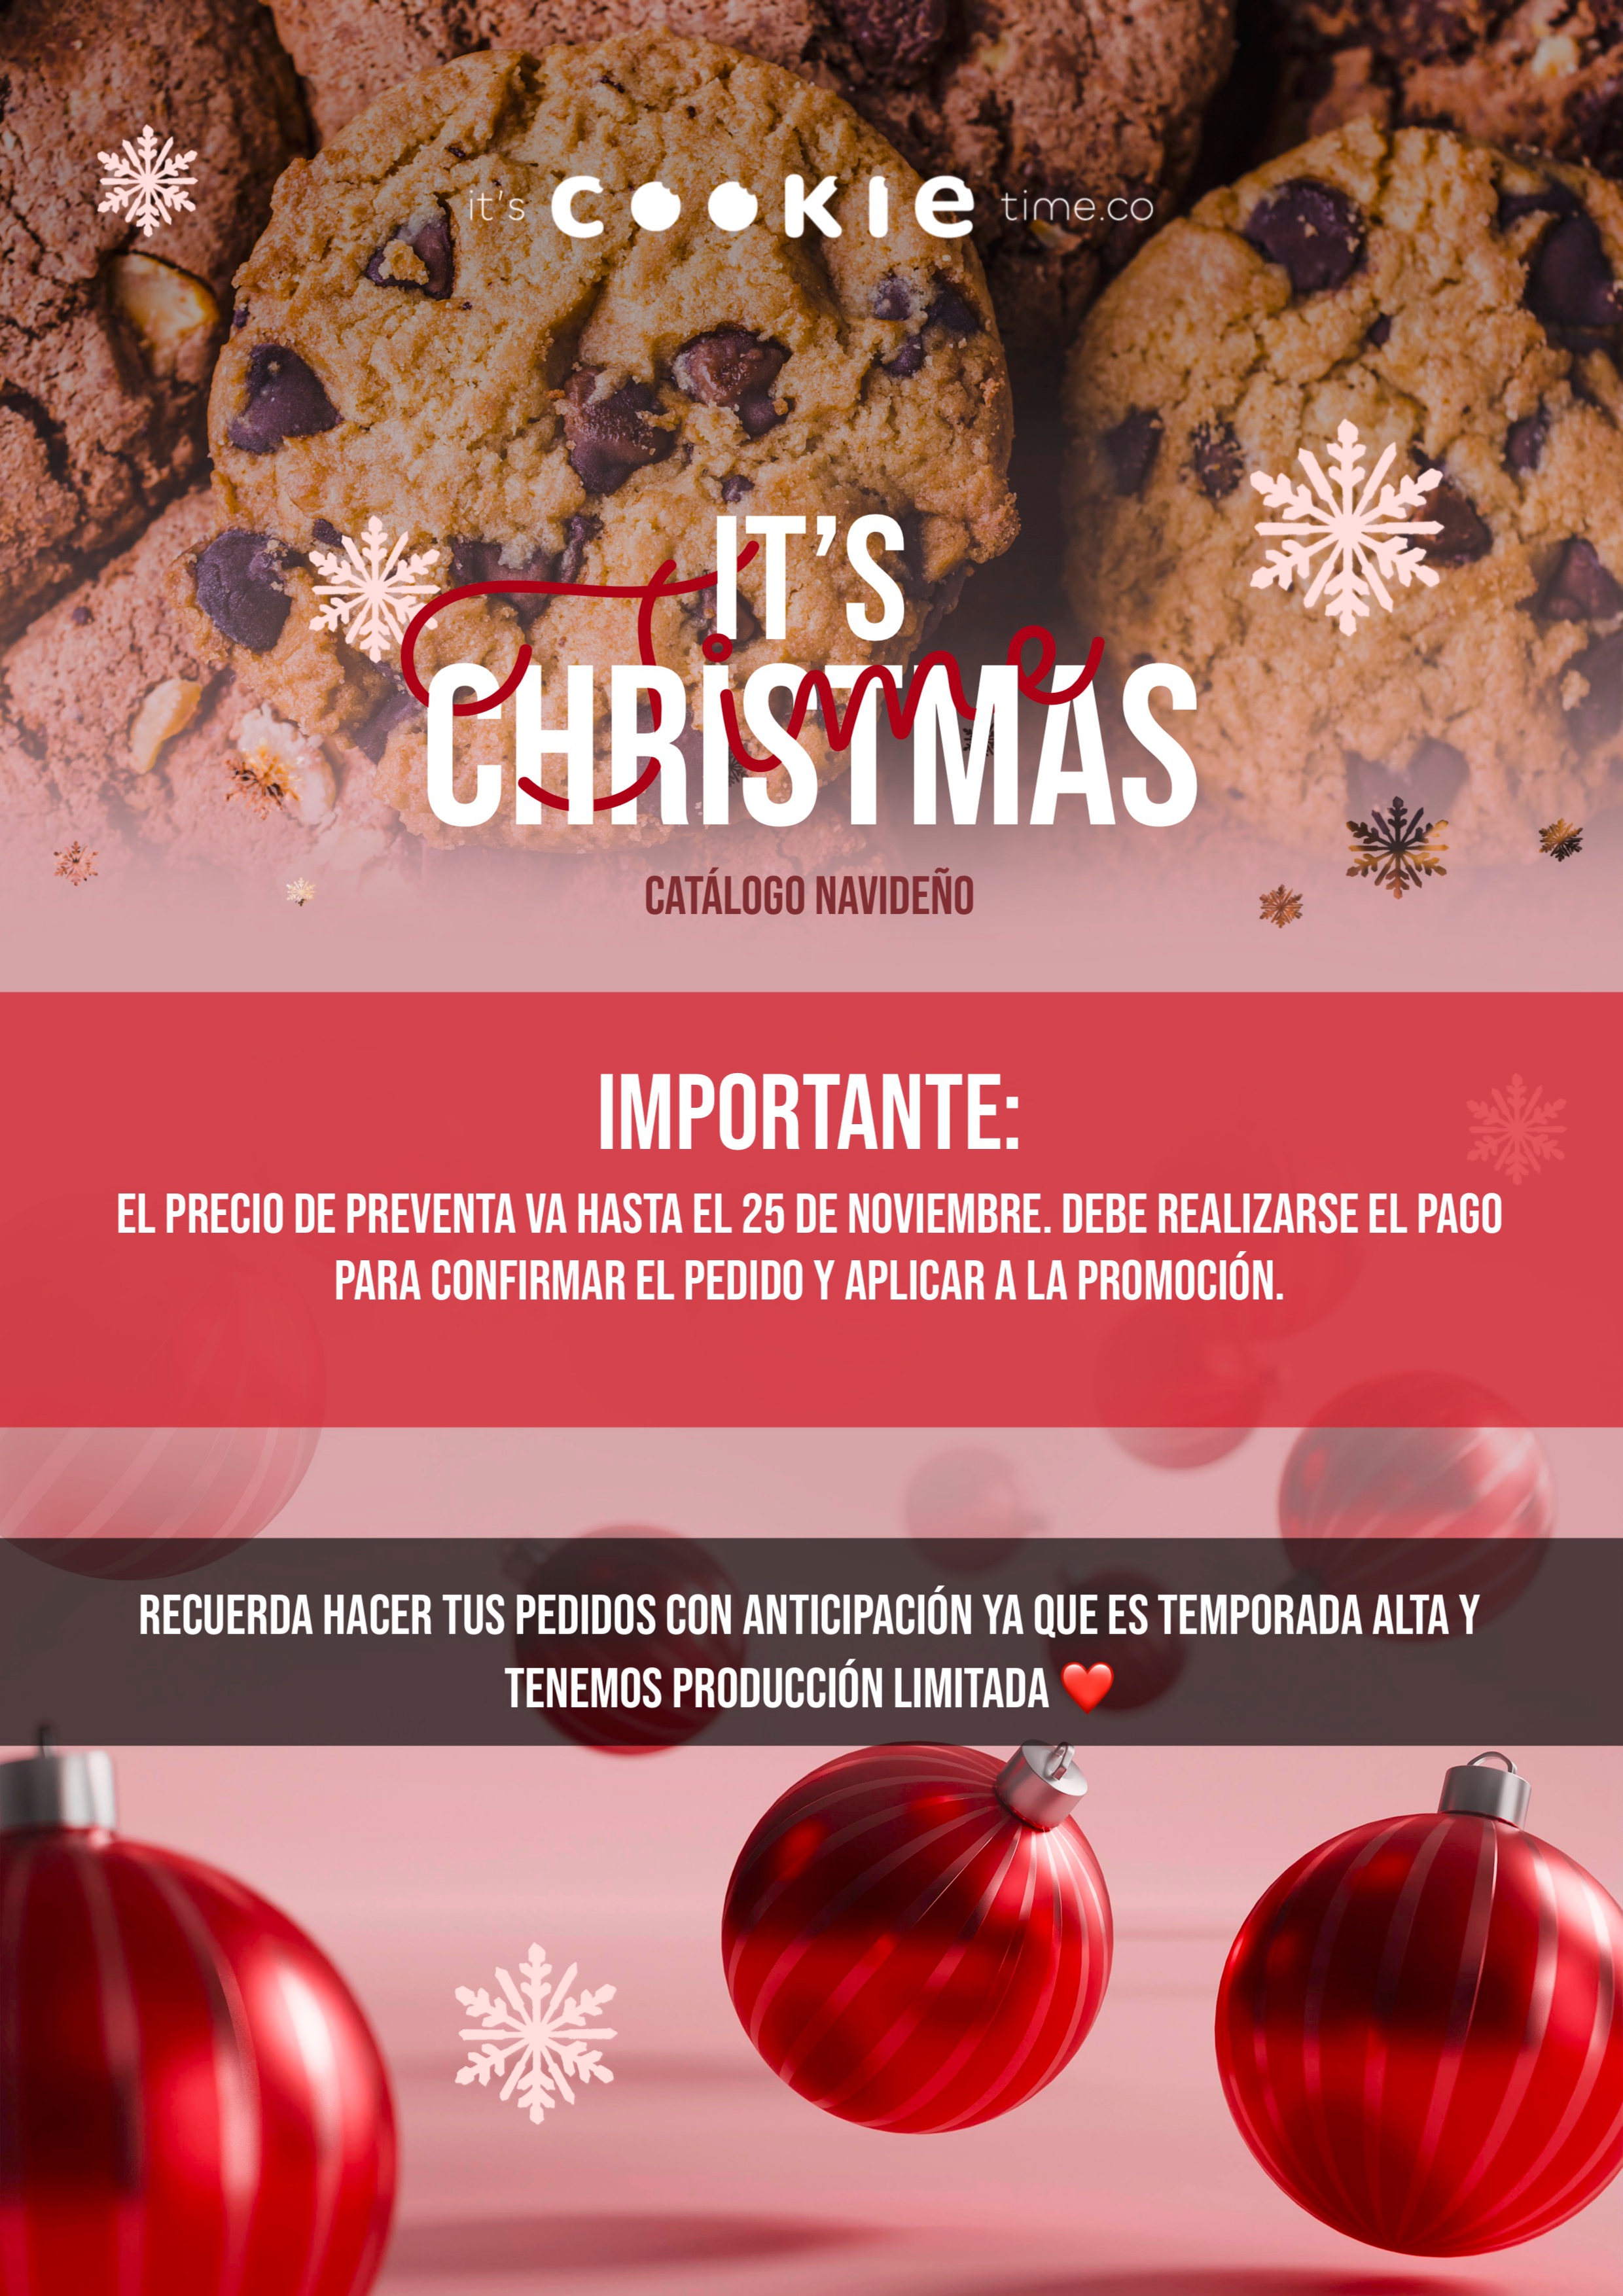 it's COOKIE time.co
IT'S
Time
CHRISTMAS
CATÁLOGO NAVIDEÑO
IMPORTANTE:
EL PRECIO DE PREVENTA VA HASTA EL 25 DE NOVIEMBRE. DEBE REALIZARSE EL PAGO
PARA CONFIRMAR EL PEDIDO Y APLICAR A LA PROMOCIÓN.
RECUERDA HACER TUS PEDIDOS CON ANTICIPACIÓN YA QUE ES TEMPORADA ALTA Y
TENEMOS PRODUCCIÓN LIMITADA ❤️